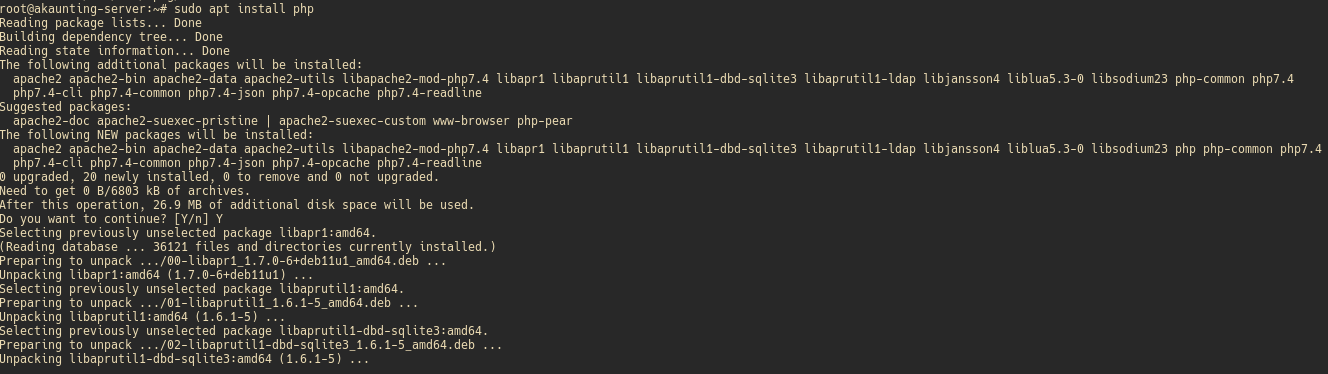 root@akaunting-server:~# sudo apt install php
Reading package lists... Done
Building dependency tree... Done
Reading state information... Done
The following additional packages will be installed:
  apache2 apache2-bin apache2-data apache2-utils libapache2-mod-php7.4 libapr1 libaprutil1 libaprutil1-dbd-sqlite3 libaprutil1-ldap libjansson4 liblua5.3-0 libsodium23 php-common php7.4
  php7.4-cli php7.4-common php7.4-json php7.4-opcache php7.4-readline
Suggested packages:
  apache2-doc apache2-suexec-pristine | apache2-suexec-custom www-browser php-pear
The following NEW packages will be installed:
  apache2 apache2-bin apache2-data apache2-utils libapache2-mod-php7.4 libapr1 libaprutil1 libaprutil1-dbd-sqlite3 libaprutil1-ldap libjansson4 liblua5.3-0 libsodium23 php php-common php7.4
  php7.4-cli php7.4-common php7.4-json php7.4-opcache php7.4-readline
0 upgraded, 20 newly installed, 0 to remove and 0 not upgraded.
Need to get 0 B/6803 kB of archives.
After this operation, 26.9 MB of additional disk space will be used.
Do you want to continue? [Y/n] Y
Selecting previously unselected package libapr1:amd64.
(Reading database ... 36121 files and directories currently installed.)
Preparing to unpack .../00-libapr1_1.7.0-6+deb11u1_amd64.deb ...
Unpacking libapr1:amd64 (1.7.0-6+deb11u1) ...
Selecting previously unselected package libaprutil1:amd64.
Preparing to unpack .../01-libaprutil1_1.6.1-5_amd64.deb ...
Unpacking libaprutil1:amd64 (1.6.1-5) ...
Selecting previously unselected package libaprutil1-dbd-sqlite3:amd64.
Preparing to unpack .../02-libaprutil1-dbd-sqlite3_1.6.1-5_amd64.deb ...
Unpacking libaprutil1-dbd-sqlite3:amd64 (1.6.1-5) ...